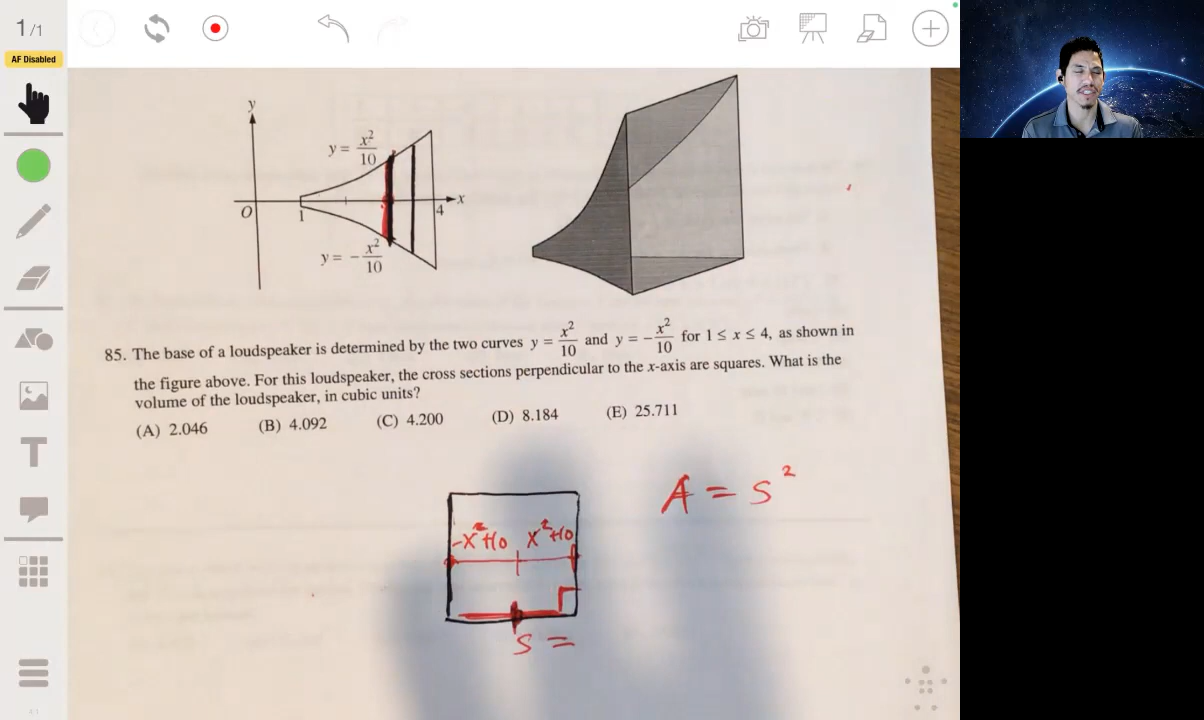 1/1
AF Disabled
T
y
y = x²/10
O
1
4
x
y = - x²/10
85. The base of a loudspeaker is determined by the two curves y = x²/10 and y = - x²/10 for 1 ≤ x ≤ 4, as shown in
the figure above. For this loudspeaker, the cross sections perpendicular to the x-axis are squares. What is the
volume of the loudspeaker, in cubic units?
(A) 2.046 (B) 4.092 (C) 4.200 (D) 8.184 (E) 25.711
A = s²
-x²/10 x²/10
s =